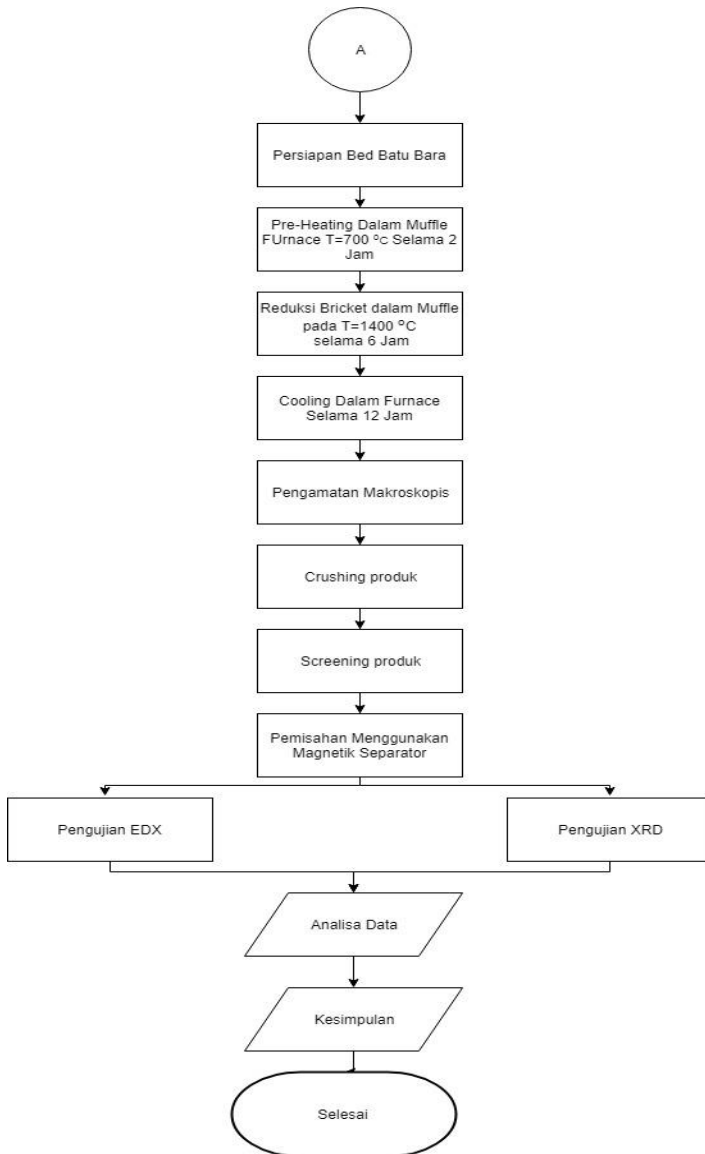 A
Persiapan Bed Batu Bara
Pre-Heating Dalam Muffle
FUrnace T=700 °C Selama 2
Jam
Reduksi Bricket dalam Muffle
pada T=1400 °C
selama 6 Jam
Cooling Dalam Furnace
Selama 12 Jam
Pengamatan Makroskopis
Crushing produk
Screening produk
Pemisahan Menggunakan
Magnetik Separator
Pengujian EDX
Pengujian XRD
Analisa Data
Kesimpulan
Selesai